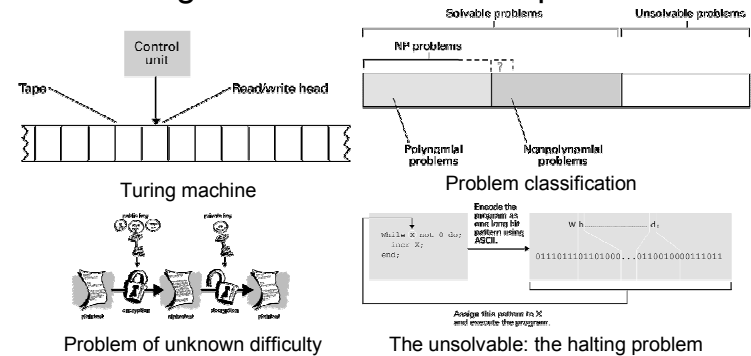 Control
unit
Tape
Read/write head
Turing machine
Solvable problems
Unsolvable problems
NP problems
?
Polynomial
problems
Nonpolynomial
problems
Problem classification
Problem of unknown difficulty
While X not 0 do;
incr X;
end;
Encode the
program as
one long bit
pattern using
ASCII.
W h d ;
0111011101101000...0110010000111011
Assign this pattern to X
and execute the program.
The unsolvable: the halting problem